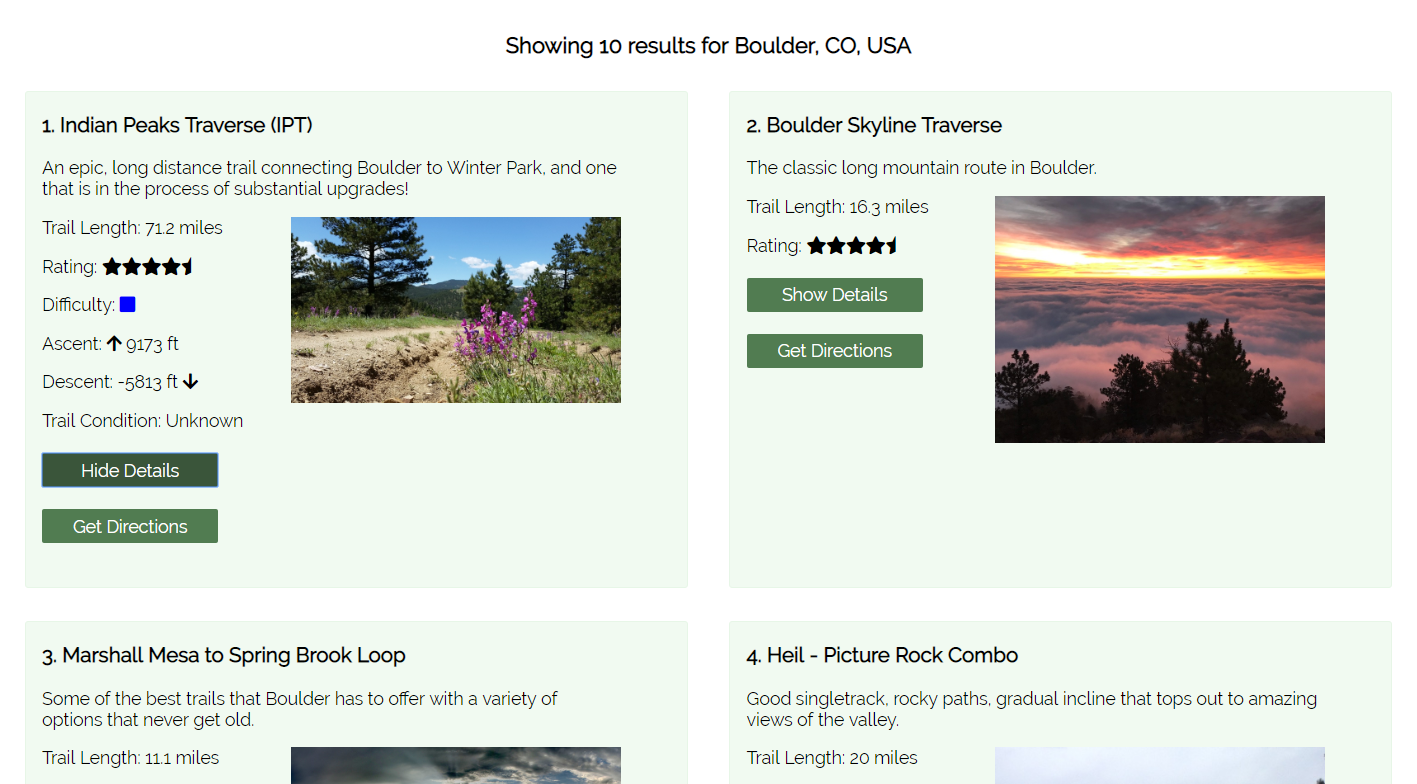 Showing 10 results for Boulder, CO, USA
1. Indian Peaks Traverse (IPT)
An epic, long distance trail connecting Boulder to Winter Park, and one
that is in the process of substantial upgrades!
Trail Length: 71.2 miles
Rating:
Difficulty:
Ascent: 9173 ft
Descent: -5813 ft
Trail Condition: Unknown
Hide Details
Get Directions
2. Boulder Skyline Traverse
The classic long mountain route in Boulder.
Trail Length: 16.3 miles
Rating:
Show Details
Get Directions
3. Marshall Mesa to Spring Brook Loop
Some of the best trails that Boulder has to offer with a variety of
options that never get old.
Trail Length: 11.1 miles
4. Heil - Picture Rock Combo
Good singletrack, rocky paths, gradual incline that tops out to amazing
views of the valley.
Trail Length: 20 miles